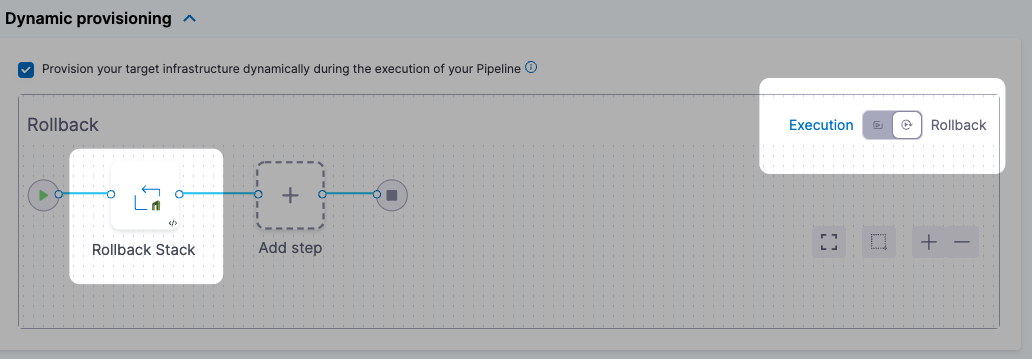 Dynamic provisioning
Provision your target infrastructure dynamically during the execution of your Pipeline
Rollback
Execution
Rollback
Rollback Stack
Add step